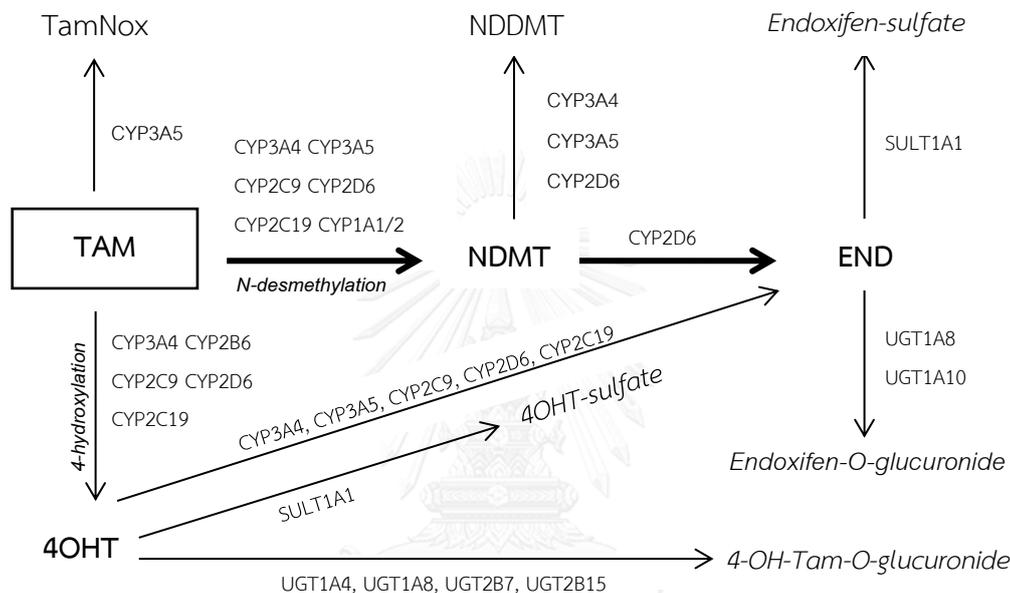 TamNox
NDDMT
Endoxifen-sulfate
CYP3A5
CYP3A4 CYP3A5
CYP2C9 CYP2D6
CYP2C19 CYP1A1/2
CYP3A4
CYP3A5
CYP2D6
SULT1A1
TAM
N-desmethylation
NDMT
CYP2D6
END
4-hydroxylation
CYP3A4 CYP2B6
CYP2C9 CYP2D6
CYP2C19
CYP3A4, CYP3A5, CYP2C9, CYP2D6, CYP2C19
UGT1A8
UGT1A10
4OHT-sulfate
SULT1A1
Endoxifen-O-glucuronide
4OHT
4-OH-Tam-O-glucuronide
UGT1A4, UGT1A8, UGT2B7, UGT2B15